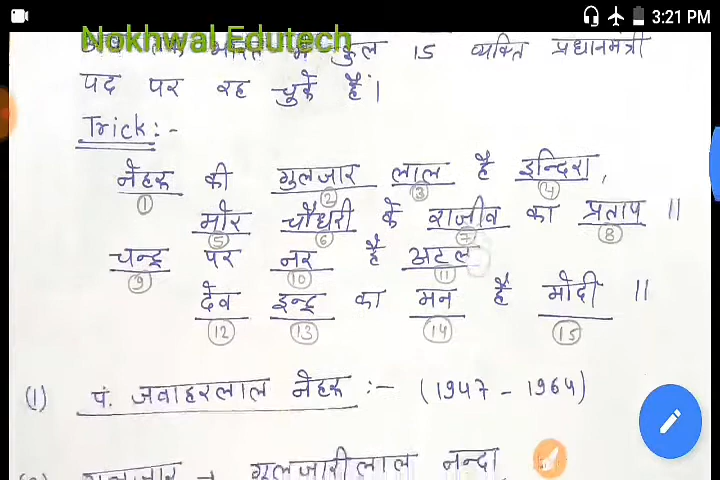 3:21 PM
Nokhwal Edutech
कुल 15 व्यक्ति प्रधानमंत्री
पद पर रह चुके हैं।
Trick:-
नेहरू की गुलजार लाल है इन्दिरा,
1 2 3 4
मोर चौधरी के राजीव का प्रताप ||
5 6 7 8
चन्द्र पर नर है अटल
9 10 11
देव इन्द्र का मन है मोदी ||
12 13 14 15
(1) पं. जवाहरलाल नेहरू :- (1947 - 1964)
गुलजार → गुलजारीलाल नन्दा